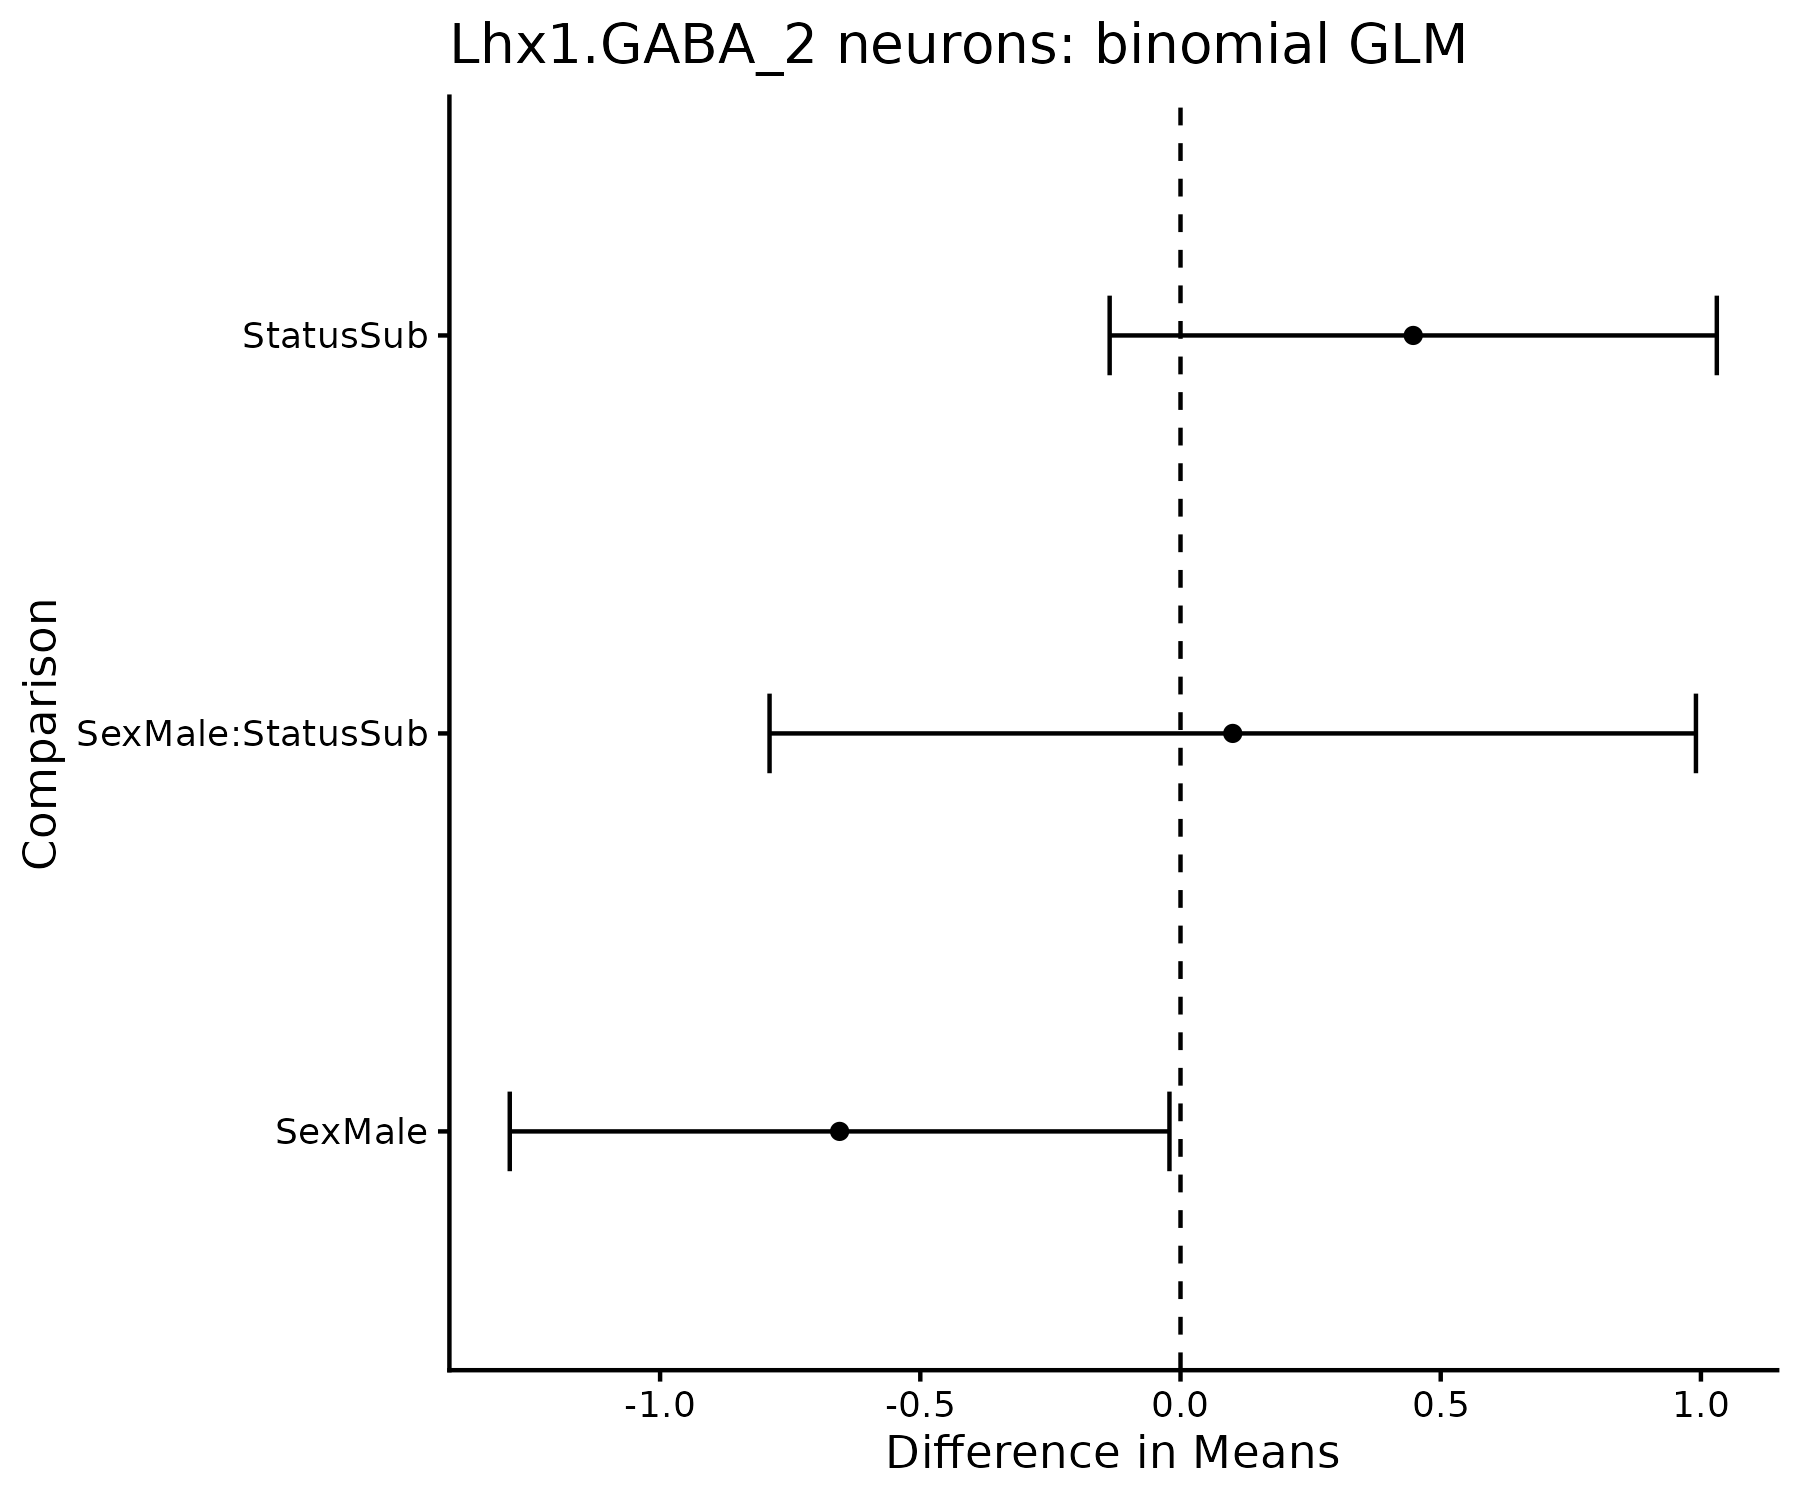 Lhx1.GABA_2 neurons: binomial GLM
Comparison
StatusSub
SexMale:StatusSub
SexMale
-1.0 -0.5 0.0 0.5 1.0
Difference in Means